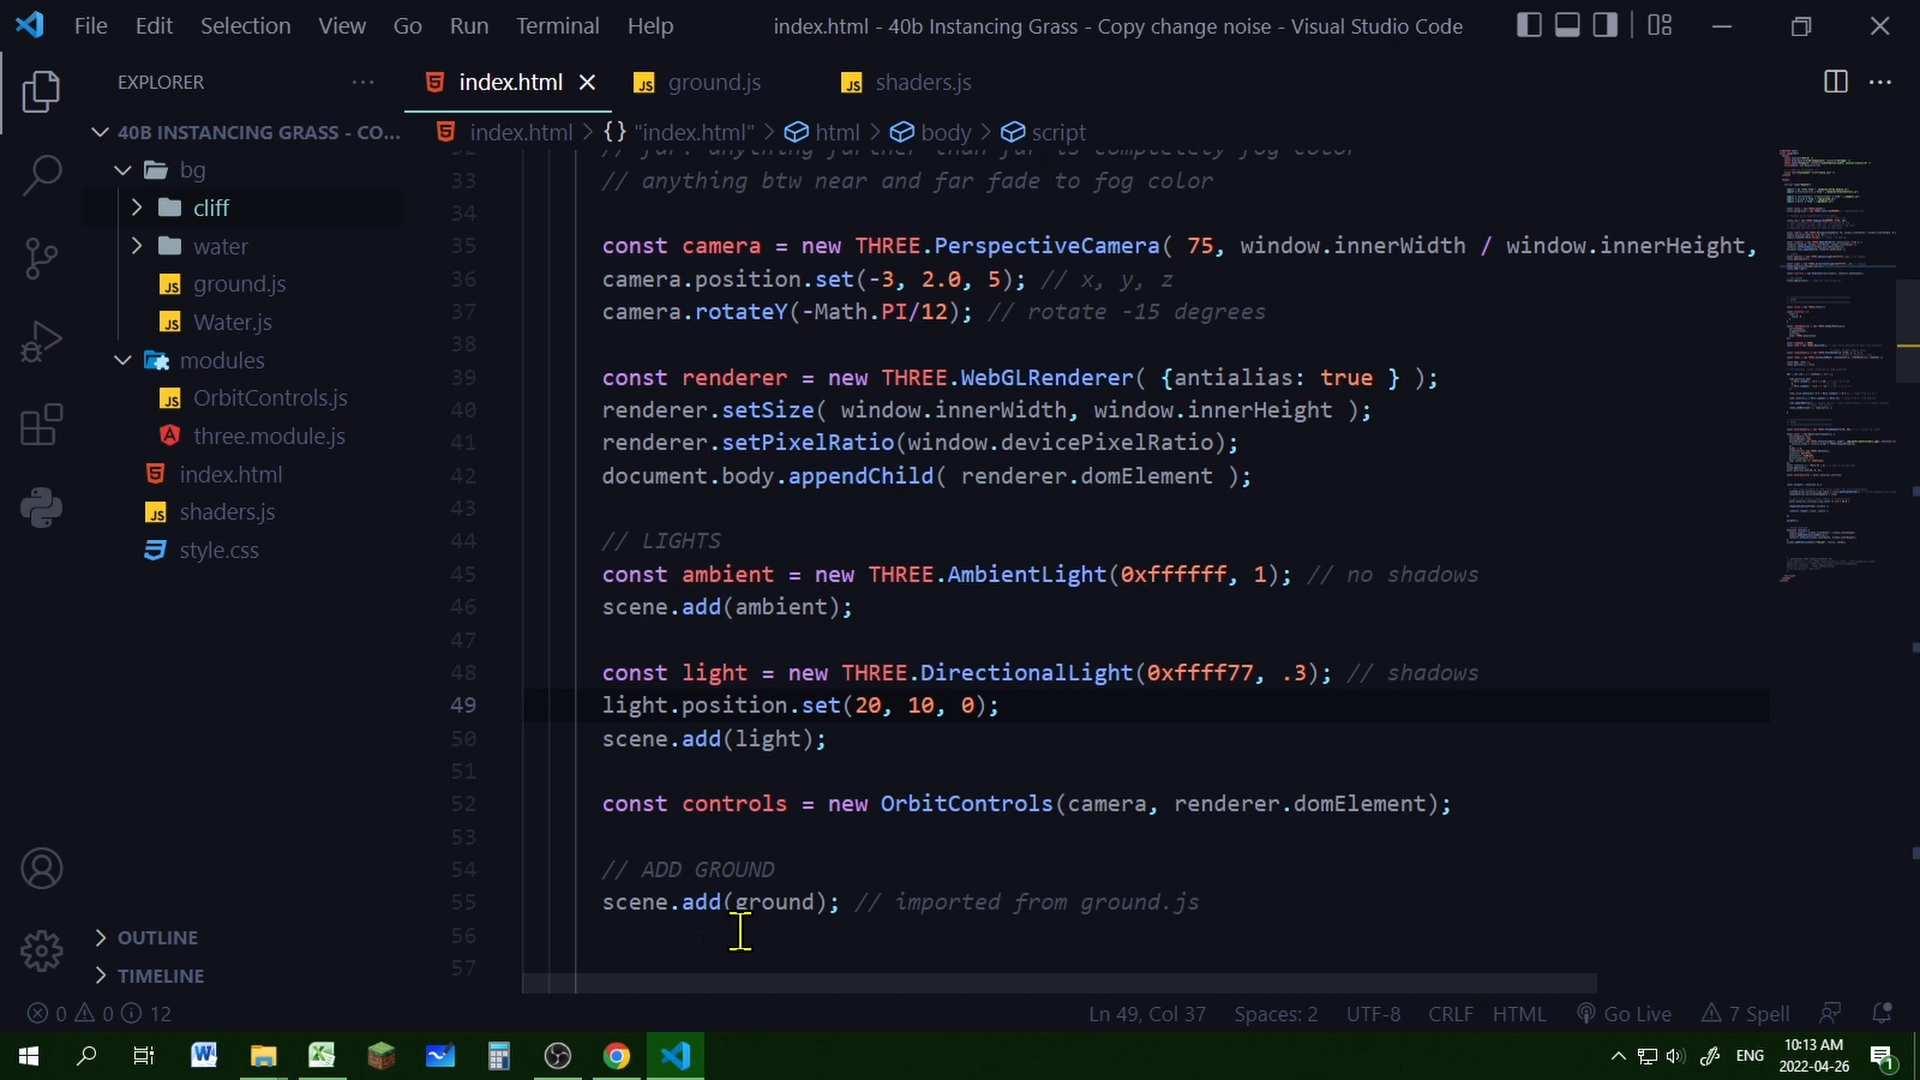 File Edit Selection View Go Run Terminal Help
index.html - 40b Instancing Grass - Copy change noise - Visual Studio Code
EXPLORER
index.html
ground.js
shaders.js
40B INSTANCING GRASS - CO...
index.html > {} "index.html" > html > body > script
bg
cliff
water
ground.js
Water.js
modules
OrbitControls.js
three.module.js
index.html
shaders.js
style.css
OUTLINE
TIMELINE
32 // far: anything farther than far is completely fog color
33 // anything btw near and far fade to fog color
34
35 const camera = new THREE.PerspectiveCamera( 75, window.innerWidth / window.innerHeight,
36 camera.position.set(-3, 2.0, 5); // x, y, z
37 camera.rotateY(-Math.PI/12); // rotate -15 degrees
38
39 const renderer = new THREE.WebGLRenderer( {antialias: true } );
40 renderer.setSize( window.innerWidth, window.innerHeight );
41 renderer.setPixelRatio(window.devicePixelRatio);
42 document.body.appendChild( renderer.domElement );
43
44 // LIGHTS
45 const ambient = new THREE.AmbientLight(0xffffff, 1); // no shadows
46 scene.add(ambient);
47
48 const light = new THREE.DirectionalLight(0xffff77, .3); // shadows
49 light.position.set(20, 10, 0);
50 scene.add(light);
51
52 const controls = new OrbitControls(camera, renderer.domElement);
53
54 // ADD GROUND
55 scene.add(ground); // imported from ground.js
56
57
0 0 12
Ln 49, Col 37 Spaces: 2 UTF-8 CRLF HTML Go Live 7 Spell
ENG
10:13 AM
2022-04-26
1